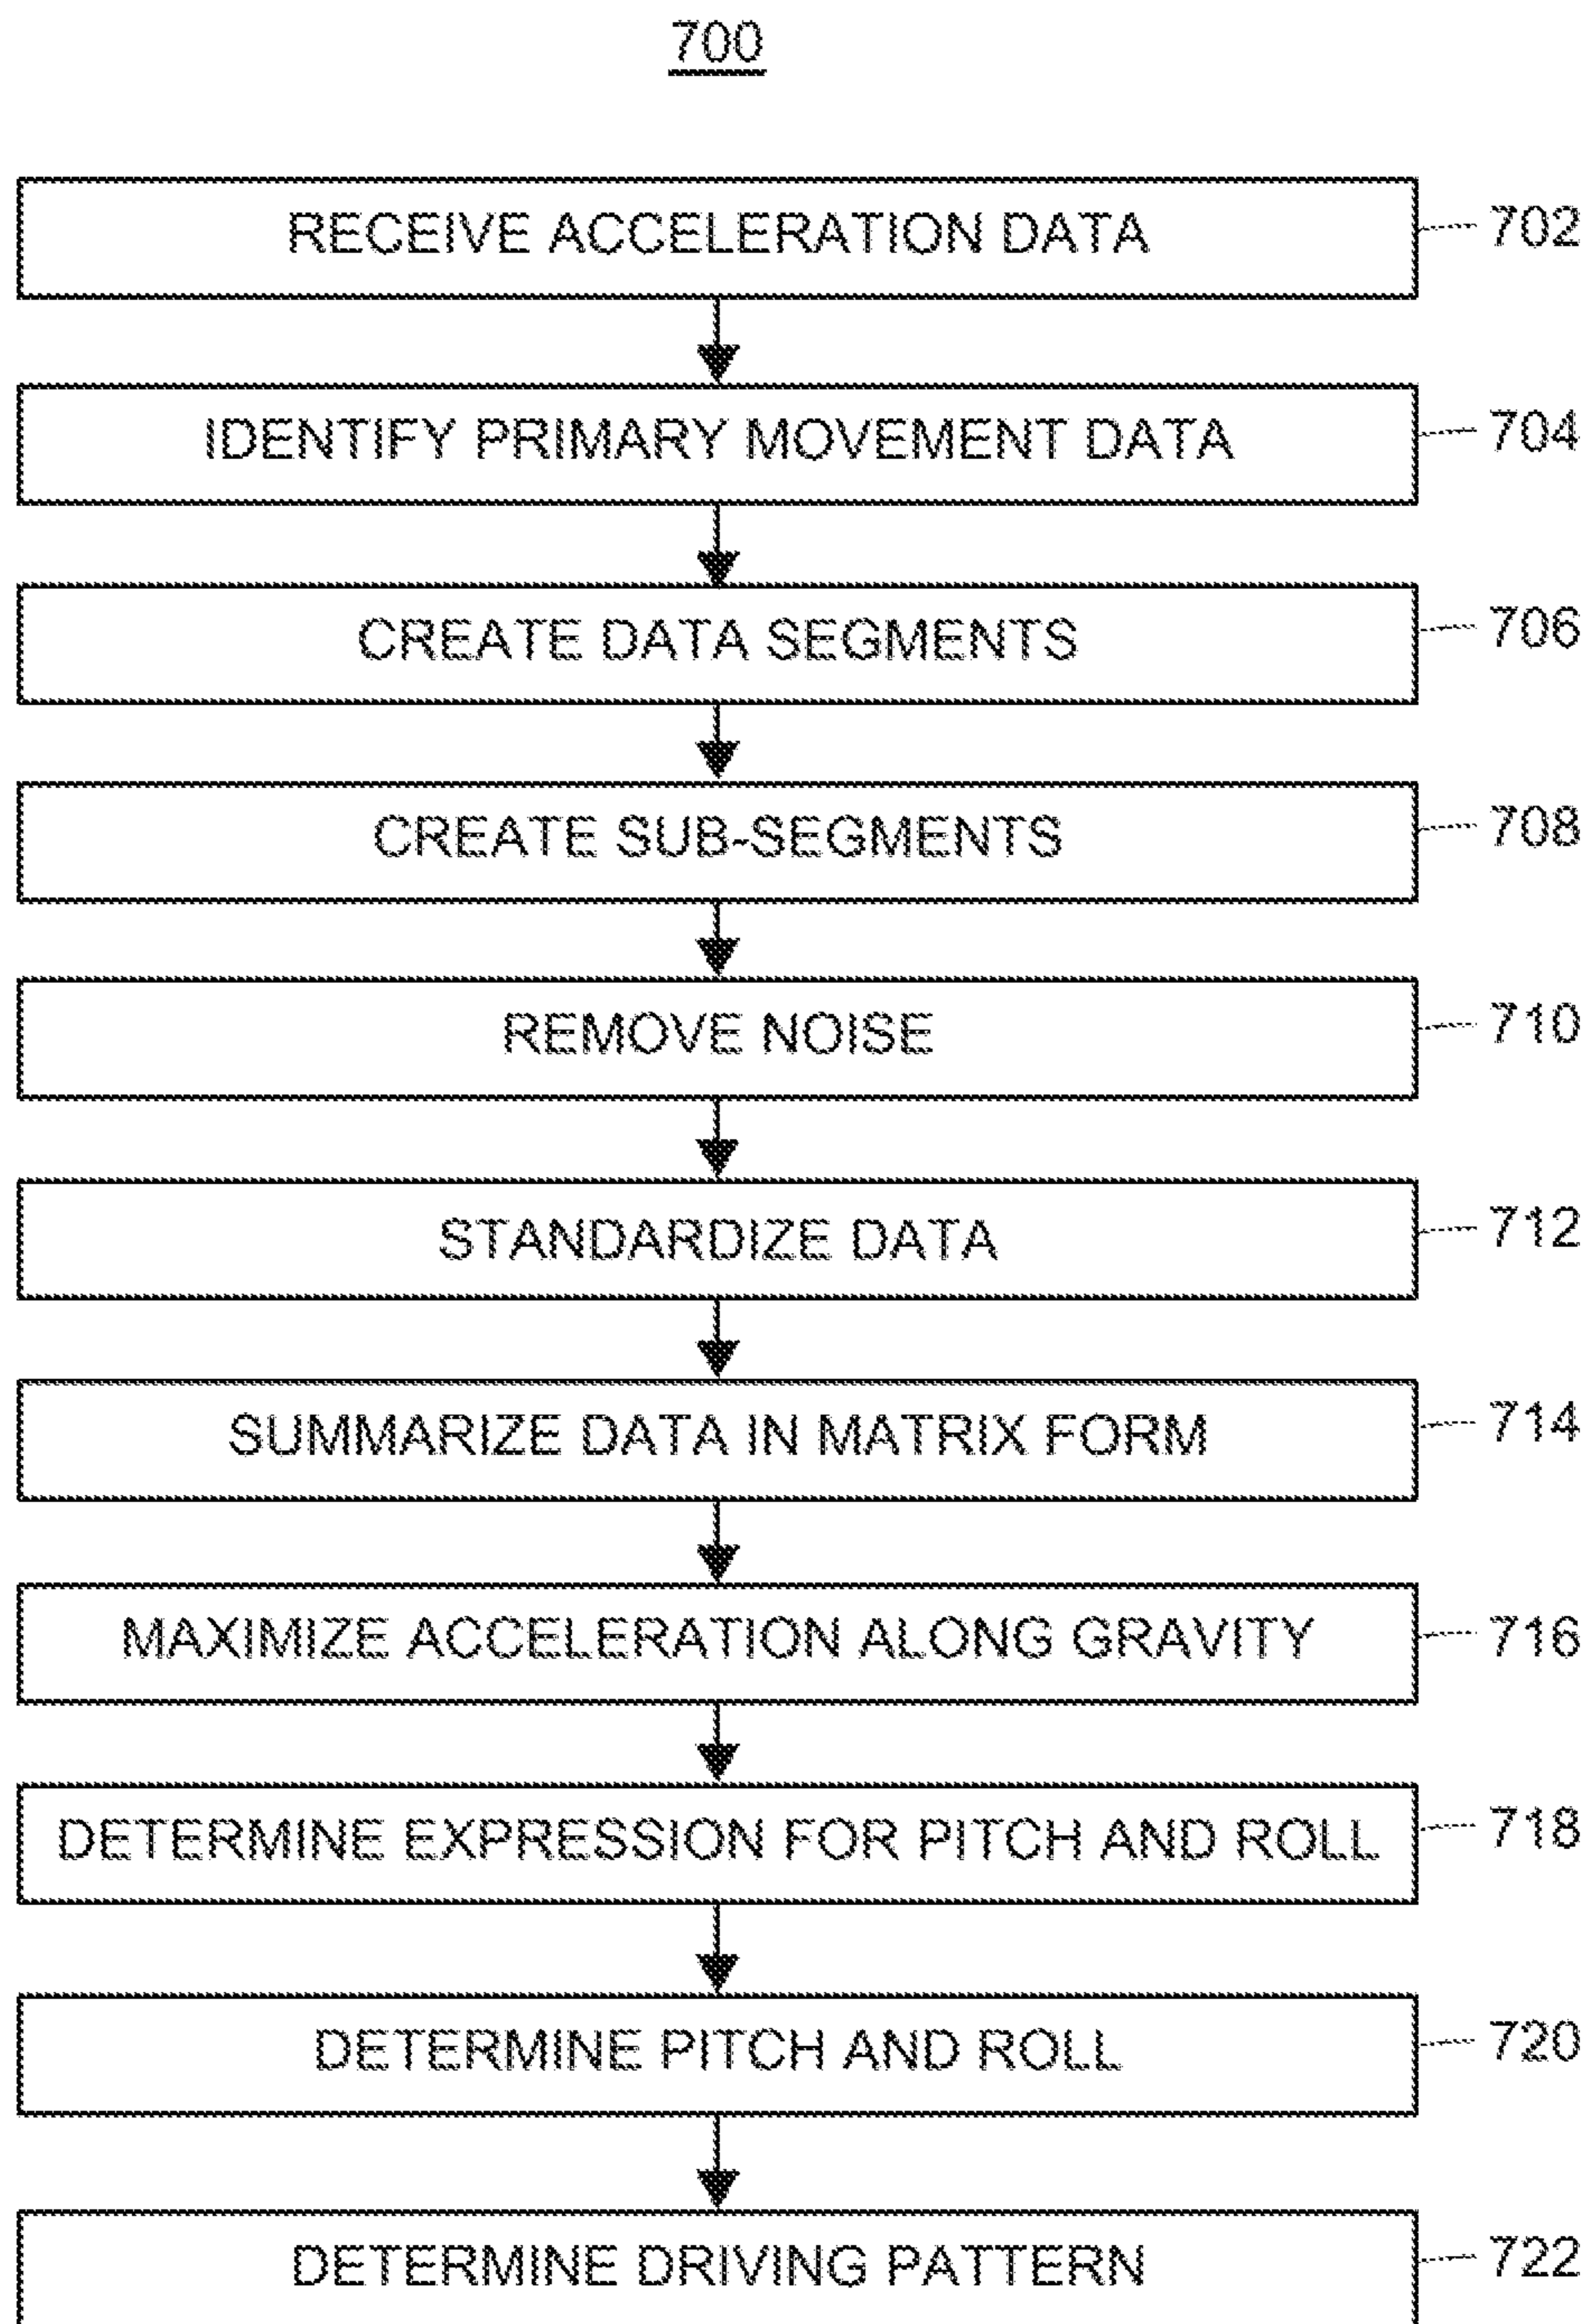 700
RECEIVE ACCELERATION DATA 702
IDENTIFY PRIMARY MOVEMENT DATA 704
CREATE DATA SEGMENTS 706
CREATE SUB-SEGMENTS 708
REMOVE NOISE 710
STANDARDIZE DATA 712
SUMMARIZE DATA IN MATRIX FORM 714
MAXIMIZE ACCELERATION ALONG GRAVITY 716
DETERMINE EXPRESSION FOR PITCH AND ROLL 718
DETERMINE PITCH AND ROLL 720
DETERMINE DRIVING PATTERN 722